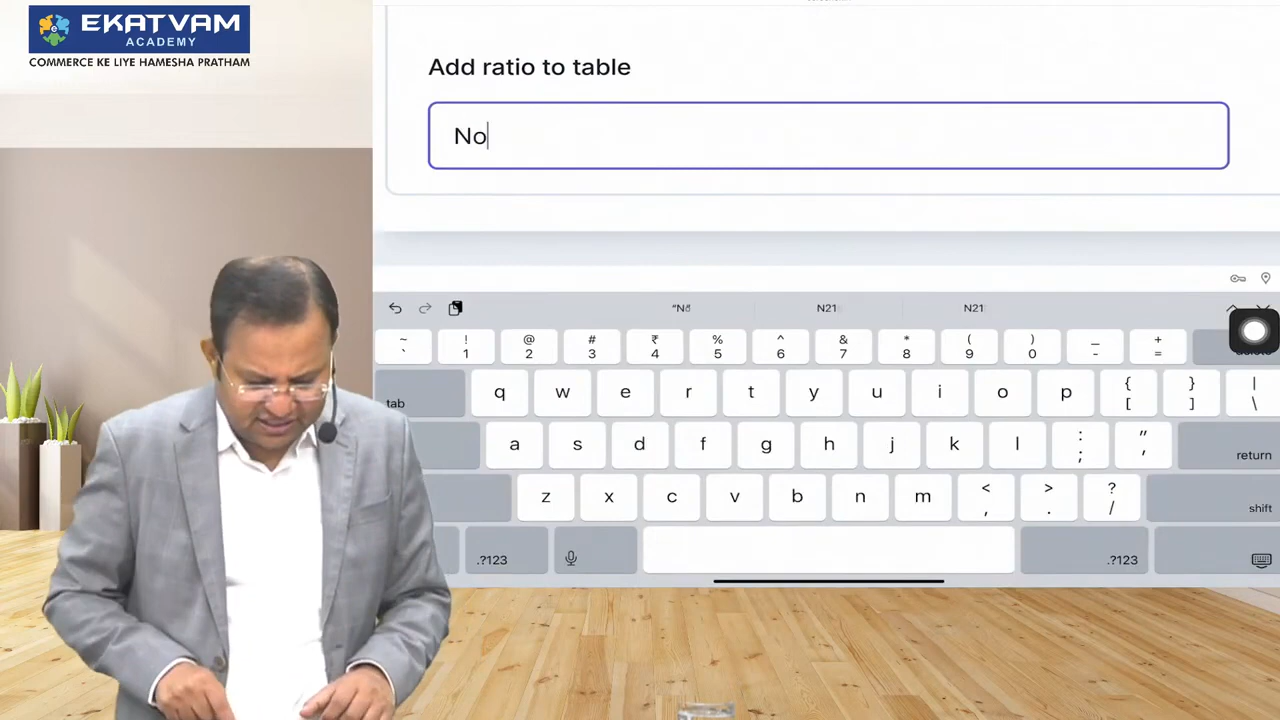 EKATVAM
ACADEMY
COMMERCE KE LIYE HAMESHA PRATHAM
Add ratio to table
No
N21 N21
~ ! @ # ₹ % ^ & * ( ) _ +
` 1 2 3 4 5 6 7 8 9 0 - =
tab q w e r t y u i o p { [ } ] | \
a s d f g h j k l : ; " ' return
z x c v b n m < , > . ? / shift
.?123 .?123